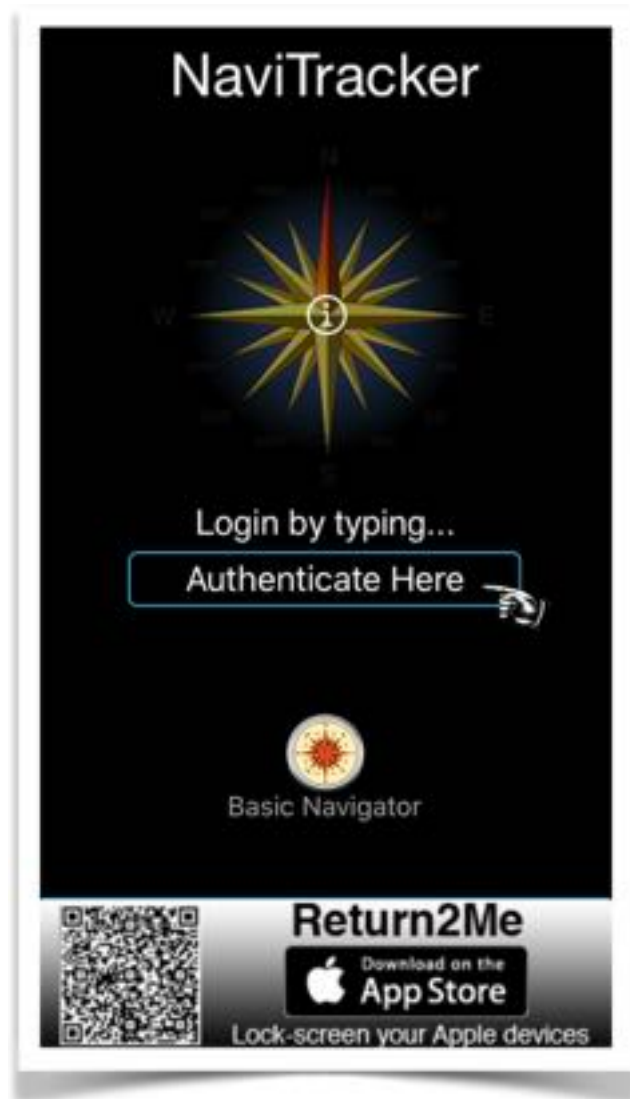 NaviTracker
N
W
i
E
S
Login by typing...
Authenticate Here
Basic Navigator
Return2Me
Download on the
App Store
Lock-screen your Apple devices